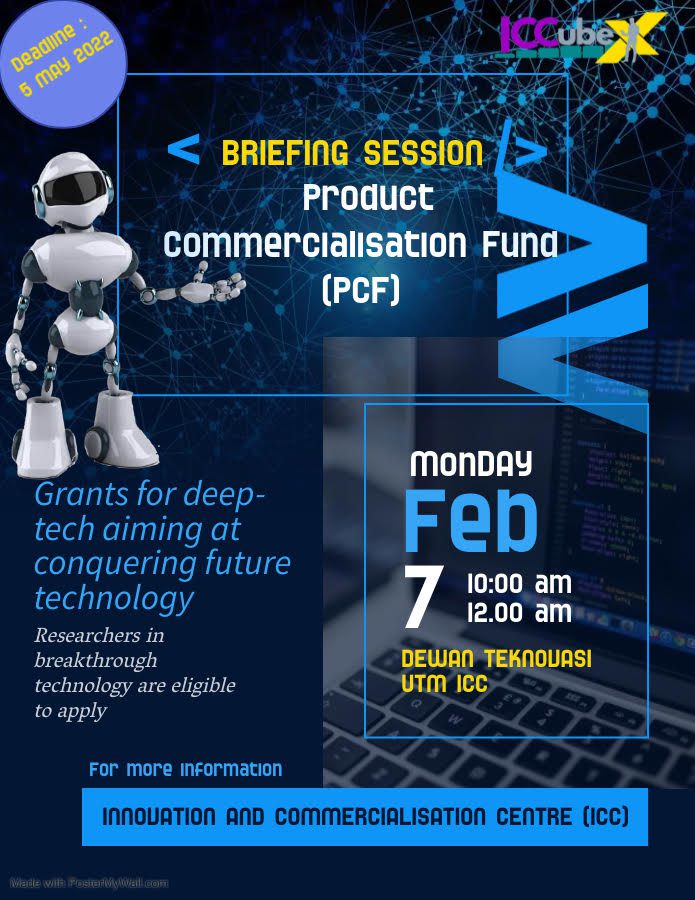 Deadline :
5 MAY 2022
ICCubeX
< BRIEFING SESSION />
Product
Commercialisation Fund
(PCF)
Grants for deep-
tech aiming at
conquering future
technology
Researchers in
breakthrough
technology are eligible
to apply
MONDAY
Feb
7
10:00 am
12.00 am
DEWAN TEKNOVASI
UTM ICC
For more information
INNOVATION AND COMMERCIALISATION CENTRE (ICC)
Made with PosterMyWall.com